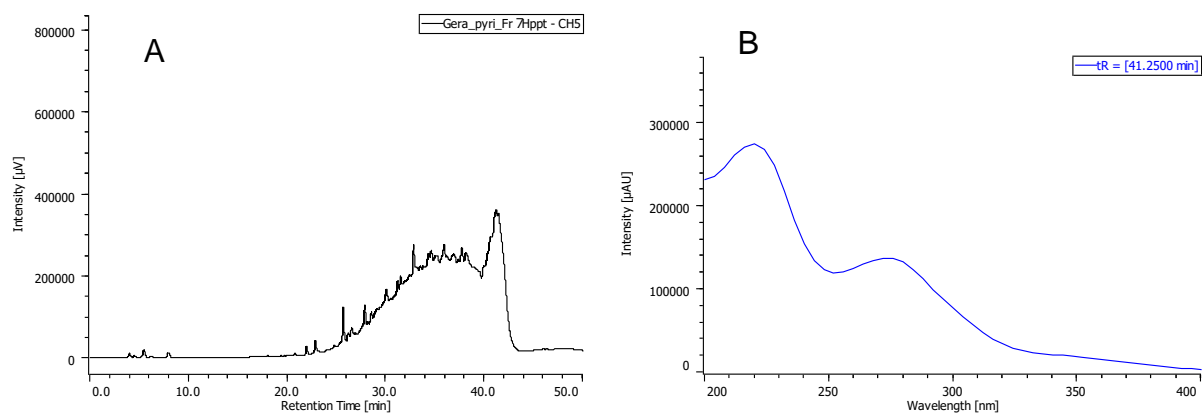 A
Gera_pyri_Fr 7Hppt - CH5
800000
600000
400000
200000
0
Intensity [µV]
0.0 10.0 20.0 30.0 40.0 50.0
Retention Time [min]
B
tR = [41.2500 min]
300000
200000
100000
0
Intensity [µAU]
200 250 300 350 400
Wavelength [nm]